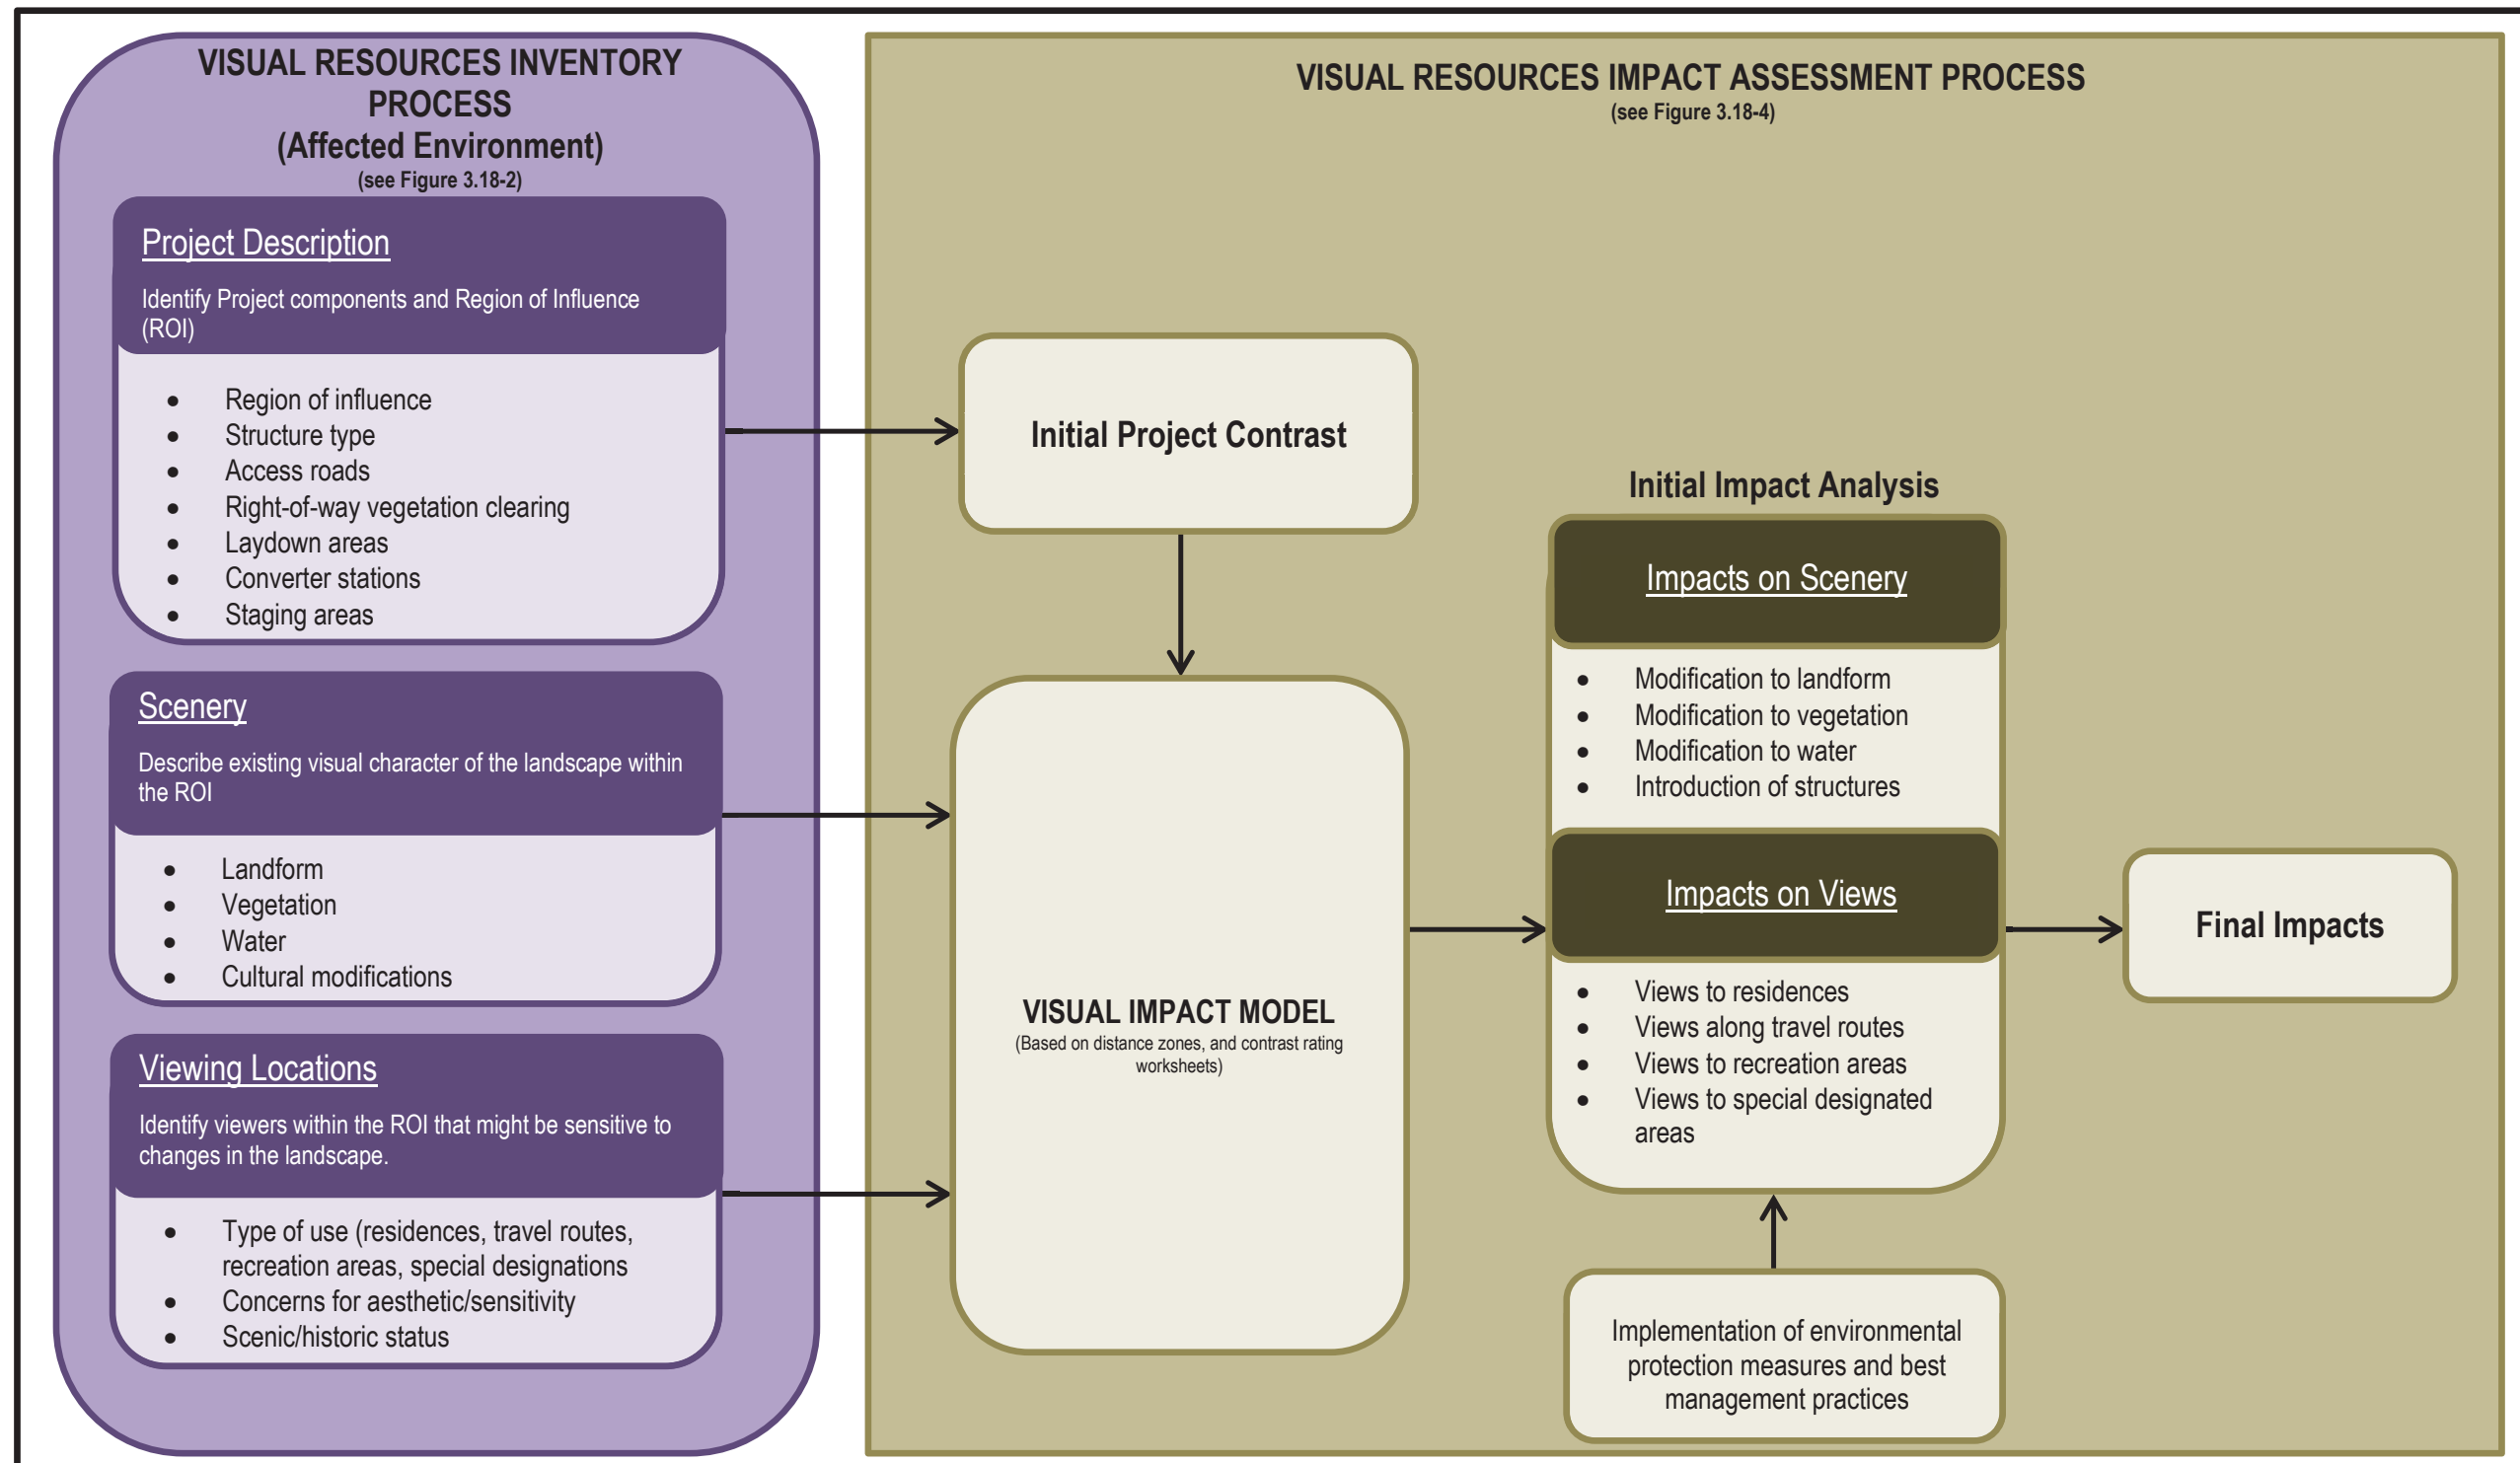 VISUAL RESOURCES INVENTORY
PROCESS
(Affected Environment)
(see Figure 3.18-2)
Project Description
Identify Project components and Region of Influence
(ROI)
• Region of influence
• Structure type
• Access roads
• Right-of-way vegetation clearing
• Laydown areas
• Converter stations
• Staging areas
Scenery
Describe existing visual character of the landscape within
the ROI
• Landform
• Vegetation
• Water
• Cultural modifications
Viewing Locations
Identify viewers within the ROI that might be sensitive to
changes in the landscape.
• Type of use (residences, travel routes,
recreation areas, special designations
• Concerns for aesthetic/sensitivity
• Scenic/historic status
VISUAL RESOURCES IMPACT ASSESSMENT PROCESS
(see Figure 3.18-4)
Initial Project Contrast
VISUAL IMPACT MODEL
(Based on distance zones, and contrast rating
worksheets)
Initial Impact Analysis
Impacts on Scenery
• Modification to landform
• Modification to vegetation
• Modification to water
• Introduction of structures
Impacts on Views
• Views to residences
• Views along travel routes
• Views to recreation areas
• Views to special designated
areas
Implementation of environmental
protection measures and best
management practices
Final Impacts